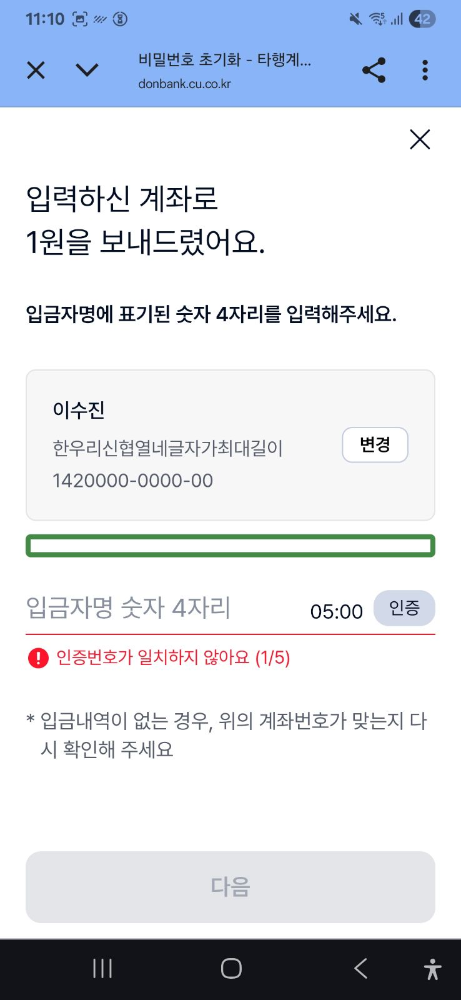 11:10
5
42
비밀번호 초기화 - 타행계...
donbank.cu.co.kr
입력하신 계좌로
1원을 보내드렸어요.
입금자명에 표기된 숫자 4자리를 입력해주세요.
이수진
한우리신협열네글자가최대길이
변경
1420000-0000-00
입금자명 숫자 4자리
05:00
인증
인증번호가 일치하지 않아요 (1/5)
* 입금내역이 없는 경우, 위의 계좌번호가 맞는지 다
시 확인해 주세요
다음